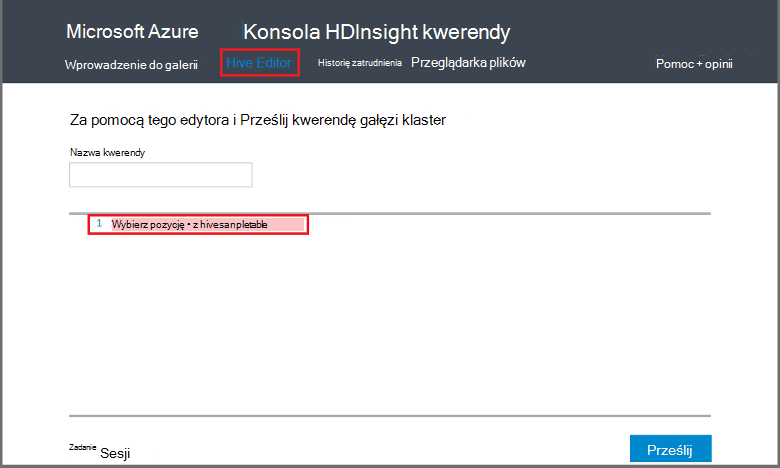 Microsoft Azure Konsola HDInsight kwerendy
Wprowadzenie do galerii Hive Editor Historię zatrudnienia Przeglądarka plików Pomoc + opinii
Za pomocą tego edytora i Prześlij kwerendę gałęzi klaster
Nazwa kwerendy
1 Wybierz pozycję * z hivesanpletable
Zadanie Sesji
Prześlij